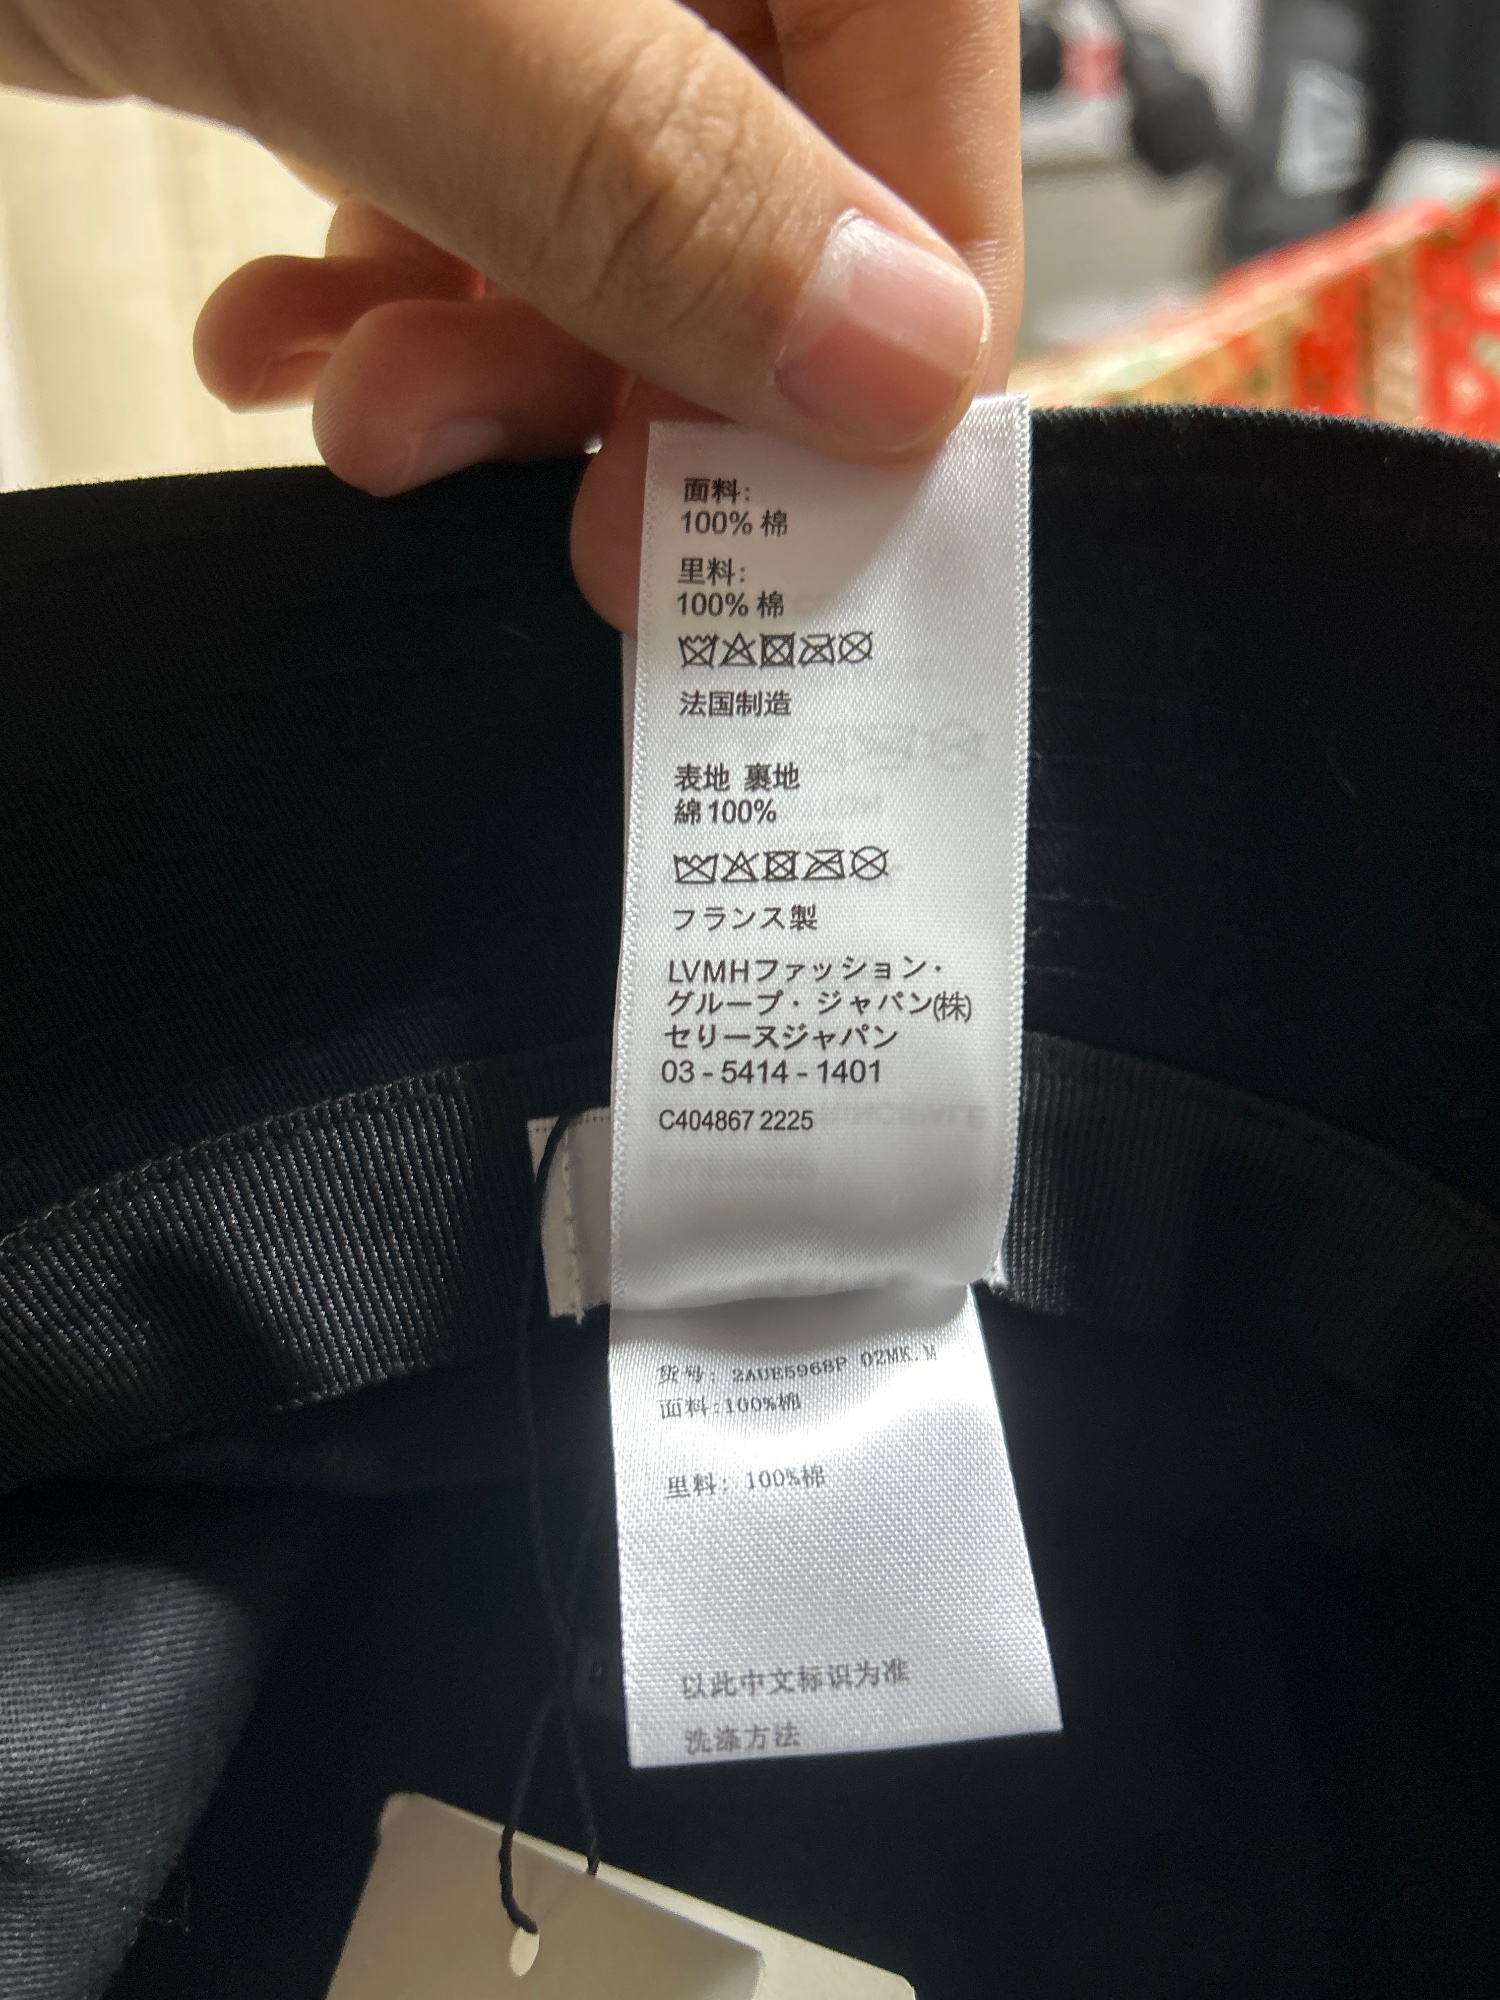 面料:
100% 棉
里料:
100% 棉
法国制造
表地 裏地
綿100%
フランス製
LVMHファッション・
グループ・ジャパン(株)
セリーヌジャパン
03 - 5414 - 1401
C404867 2225
货号: 2AUE5968P 02MK.M
面料:100%棉
里料: 100%棉
以此中文标识为准
洗涤方法